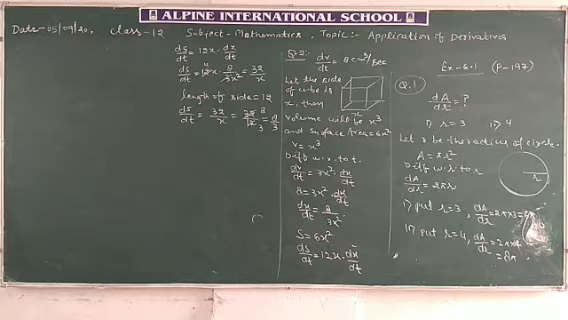 ALPINE INTERNATIONAL SCHOOL
Date-05/09/20, Class-12 Subject-Mathematics, Topic:- Application of Derivatives
Ex-6.1 (P-197)
Q.1
dA/dr = ?
i) r = 3 ii) 4
Let r be the radius of circle.
A = πr²
Diff w.r. to r
dA/dr = 2πr
r
i) put r=3, dA/dr = 2π×3 = 6π
ii) put r=4, dA/dr = 2π×4
= 8π
Q.2: dv/dt = 8 cm³/sec
Let the side
of cube is
x, then
x
volume will be x³
and surface Area = 6x²
v = x³
Diff w.r. to t.
dv/dt = 3x² . dx/dt
8 = 3x² . dx/dt
dx/dt = 8/3x²
S = 6x²
ds/dt = 12x . dx/dt
ds/dt = 12x . dx/dt
ds/dt = 12x . 8/3x² = 32/x
length of side = 12
ds/dt = 32/x = 32/12 = 8/3